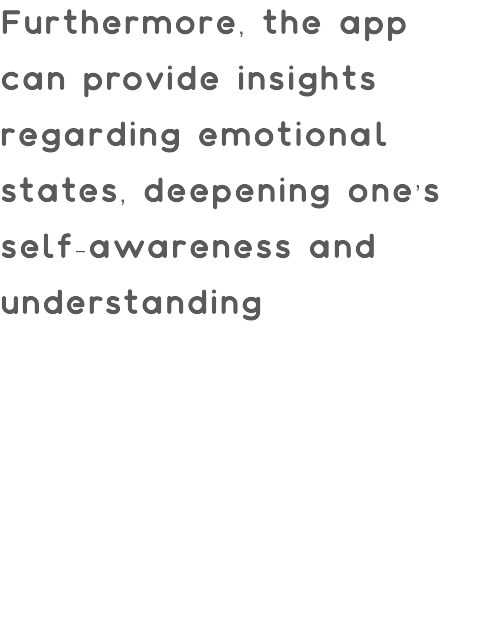 Furthermore, the app
can provide insights
regarding emotional
states, deepening one's
self-awareness and
understanding